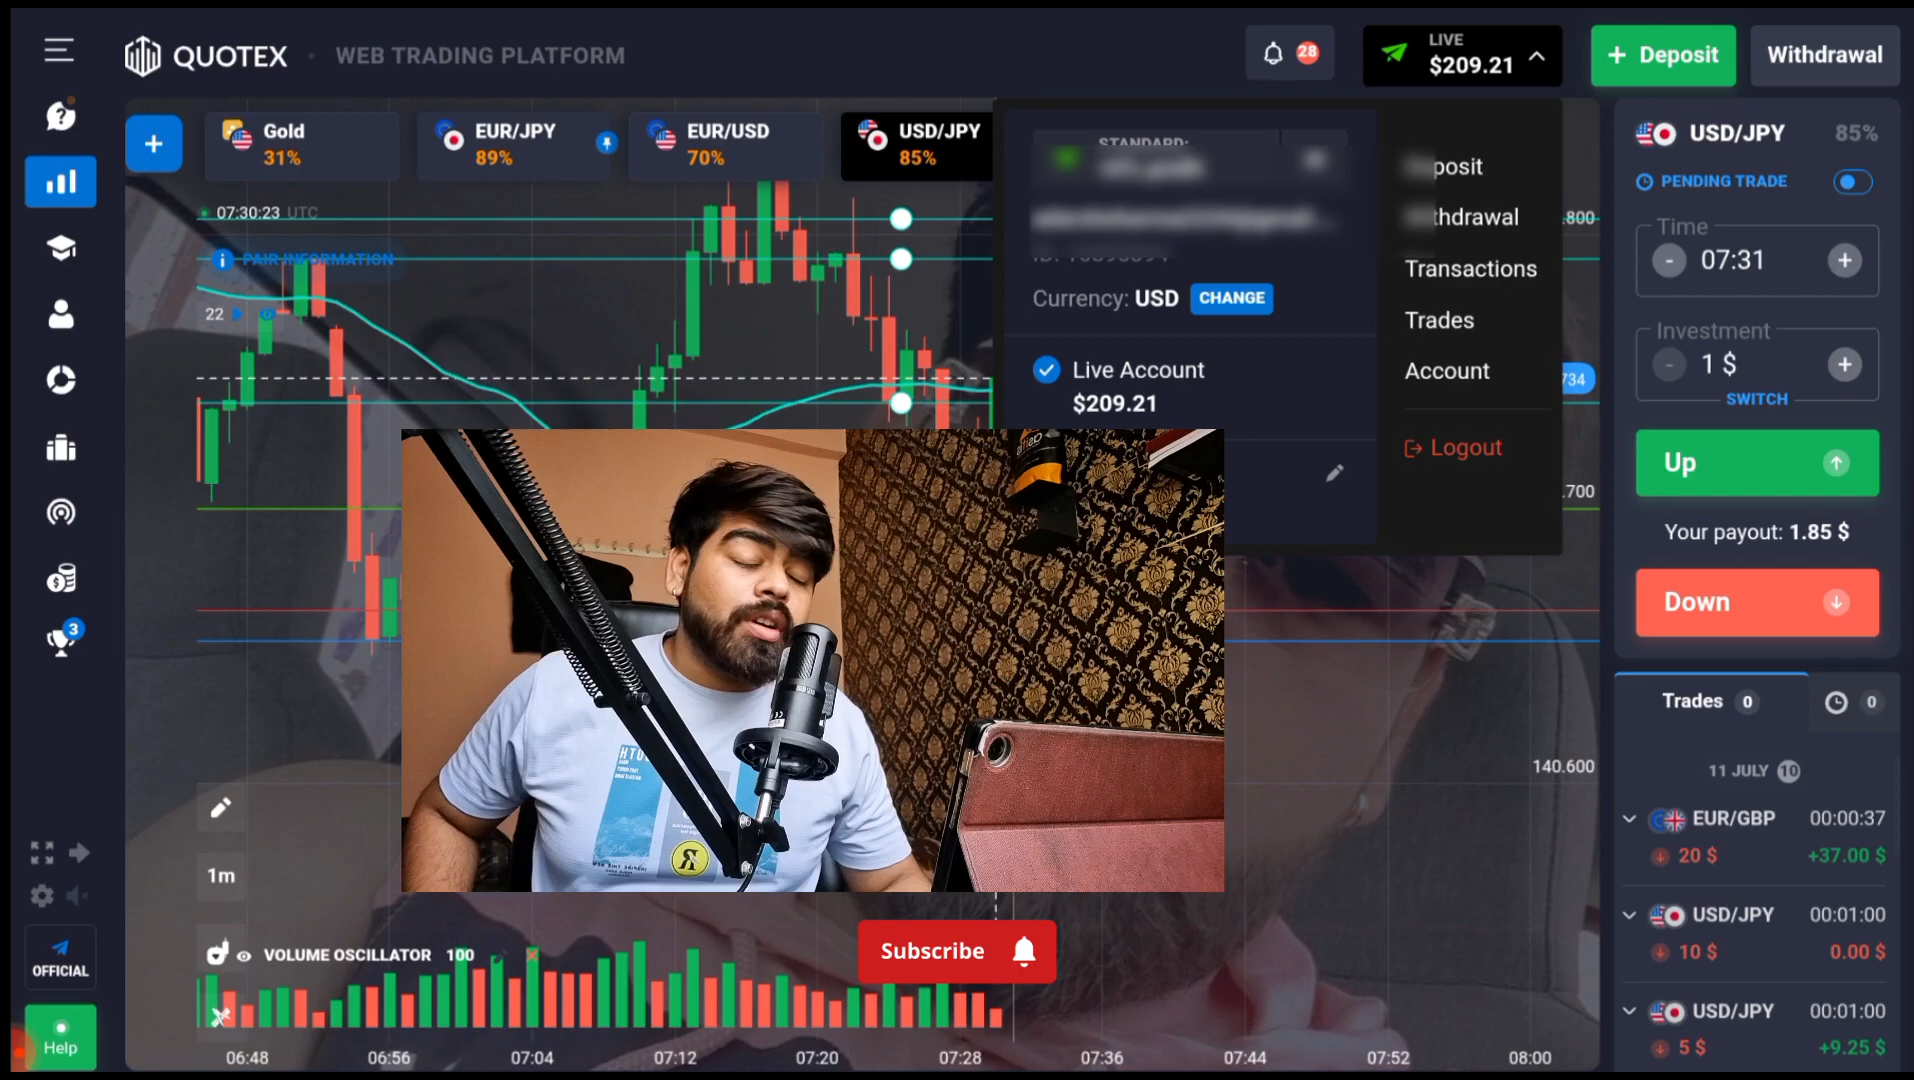 QUOTEX
WEB TRADING PLATFORM
28
LIVE
$209.21
+ Deposit
Withdrawal
+
Gold
31%
EUR/JPY
89%
EUR/USD
70%
USD/JPY
85%
07:30:23 UTC
PAIR INFORMATION
22
STANDARD:
Currency: USD
CHANGE
Live Account
$209.21
posit
thdrawal
Transactions
Trades
Account
Logout
.800
734
.700
140.600
USD/JPY
85%
PENDING TRADE
Time
- 07:31 +
Investment
- 1 $ +
SWITCH
Up
Your payout: 1.85 $
Down
Trades 0
0
11 JULY 10
EUR/GBP 00:00:37
20 $ +37.00 $
USD/JPY 00:01:00
10 $ 0.00 $
USD/JPY 00:01:00
5 $ +9.25 $
3
OFFICIAL
Help
1m
VOLUME OSCILLATOR 100
Subscribe
06:48 06:56 07:04 07:12 07:20 07:28 07:36 07:44 07:52 08:00